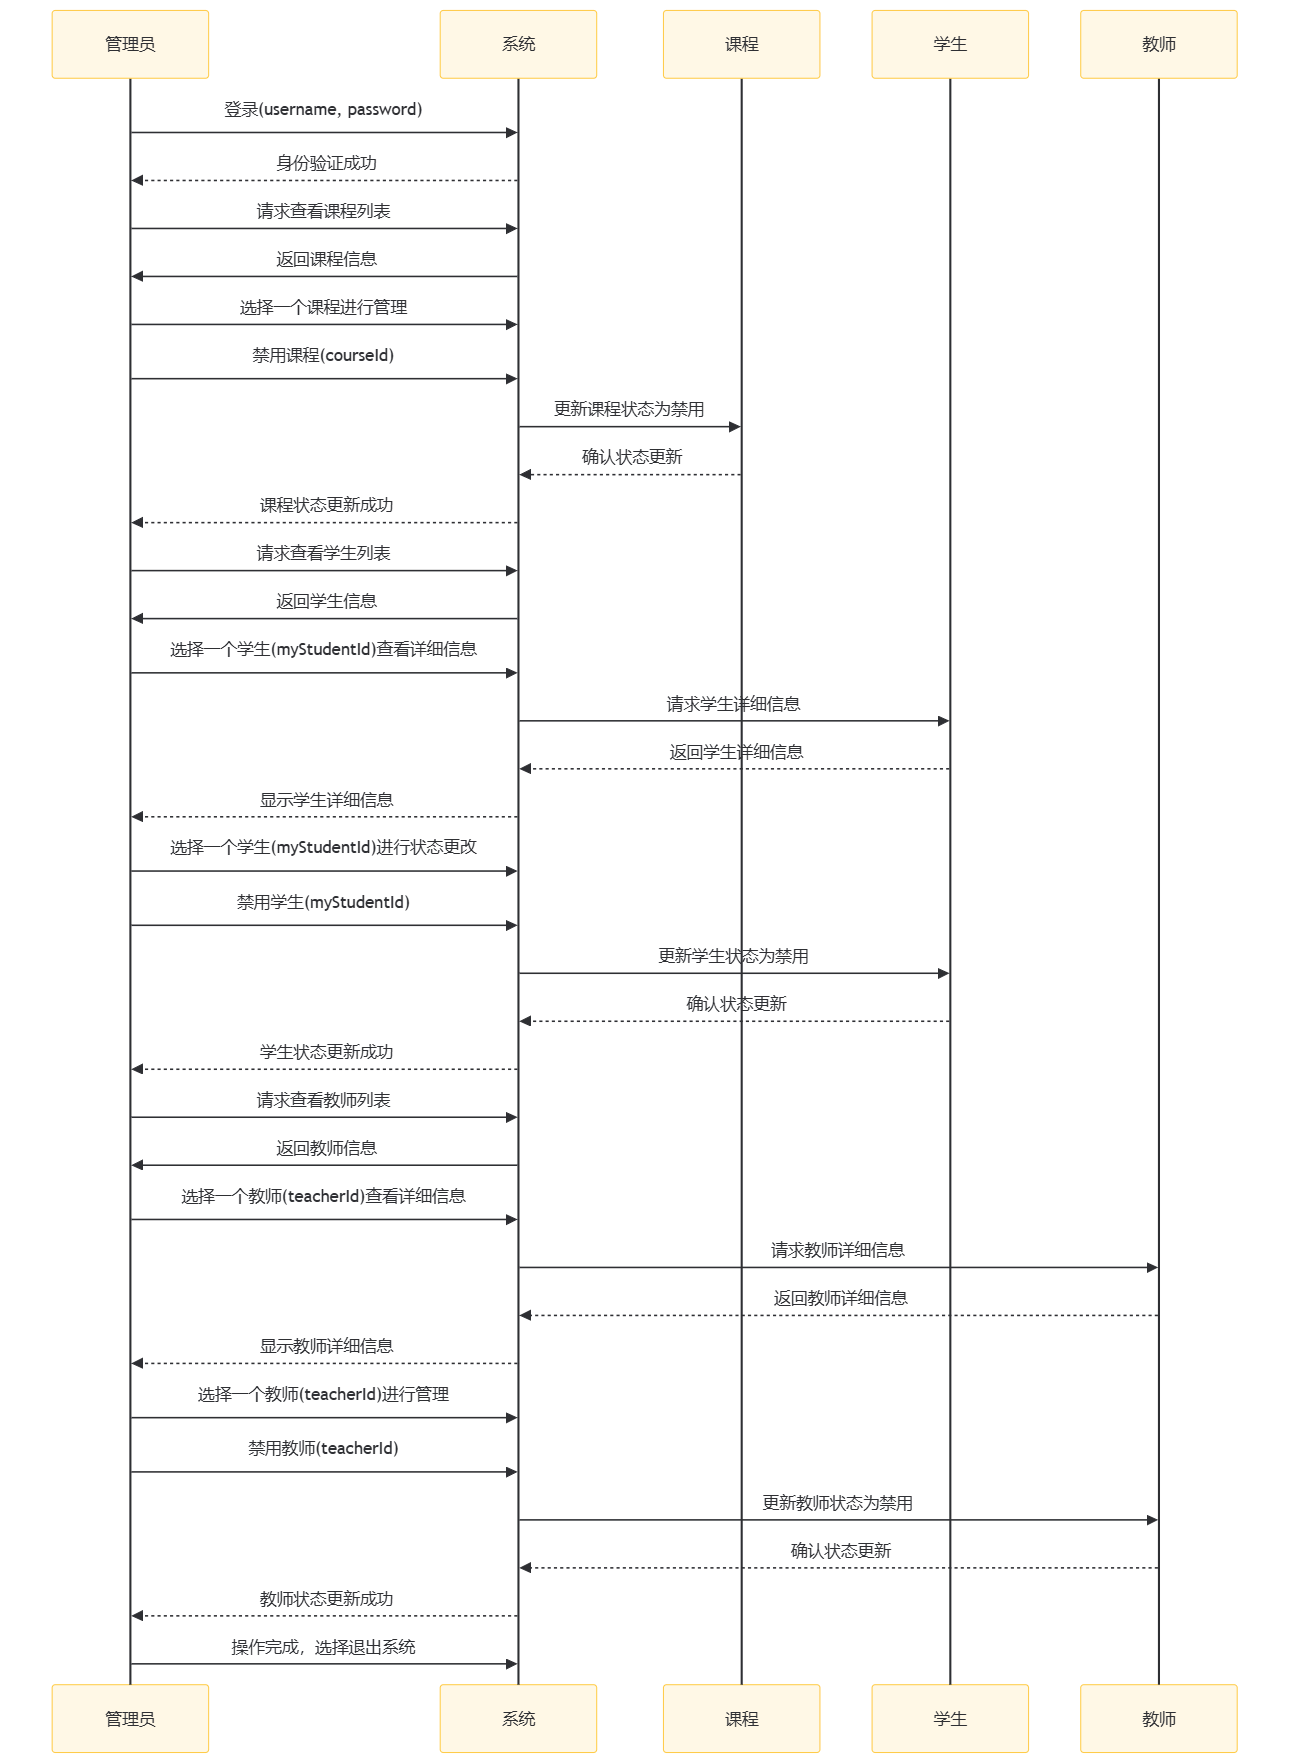 管理员
系统
课程
学生
教师
登录(username, password)
身份验证成功
请求查看课程列表
返回课程信息
选择一个课程进行管理
禁用课程(courseId)
更新课程状态为禁用
确认状态更新
课程状态更新成功
请求查看学生列表
返回学生信息
选择一个学生(myStudentId)查看详细信息
请求学生详细信息
返回学生详细信息
显示学生详细信息
选择一个学生(myStudentId)进行状态更改
禁用学生(myStudentId)
更新学生状态为禁用
确认状态更新
学生状态更新成功
请求查看教师列表
返回教师信息
选择一个教师(teacherId)查看详细信息
请求教师详细信息
返回教师详细信息
显示教师详细信息
选择一个教师(teacherId)进行管理
禁用教师(teacherId)
更新教师状态为禁用
确认状态更新
教师状态更新成功
操作完成，选择退出系统
管理员
系统
课程
学生
教师